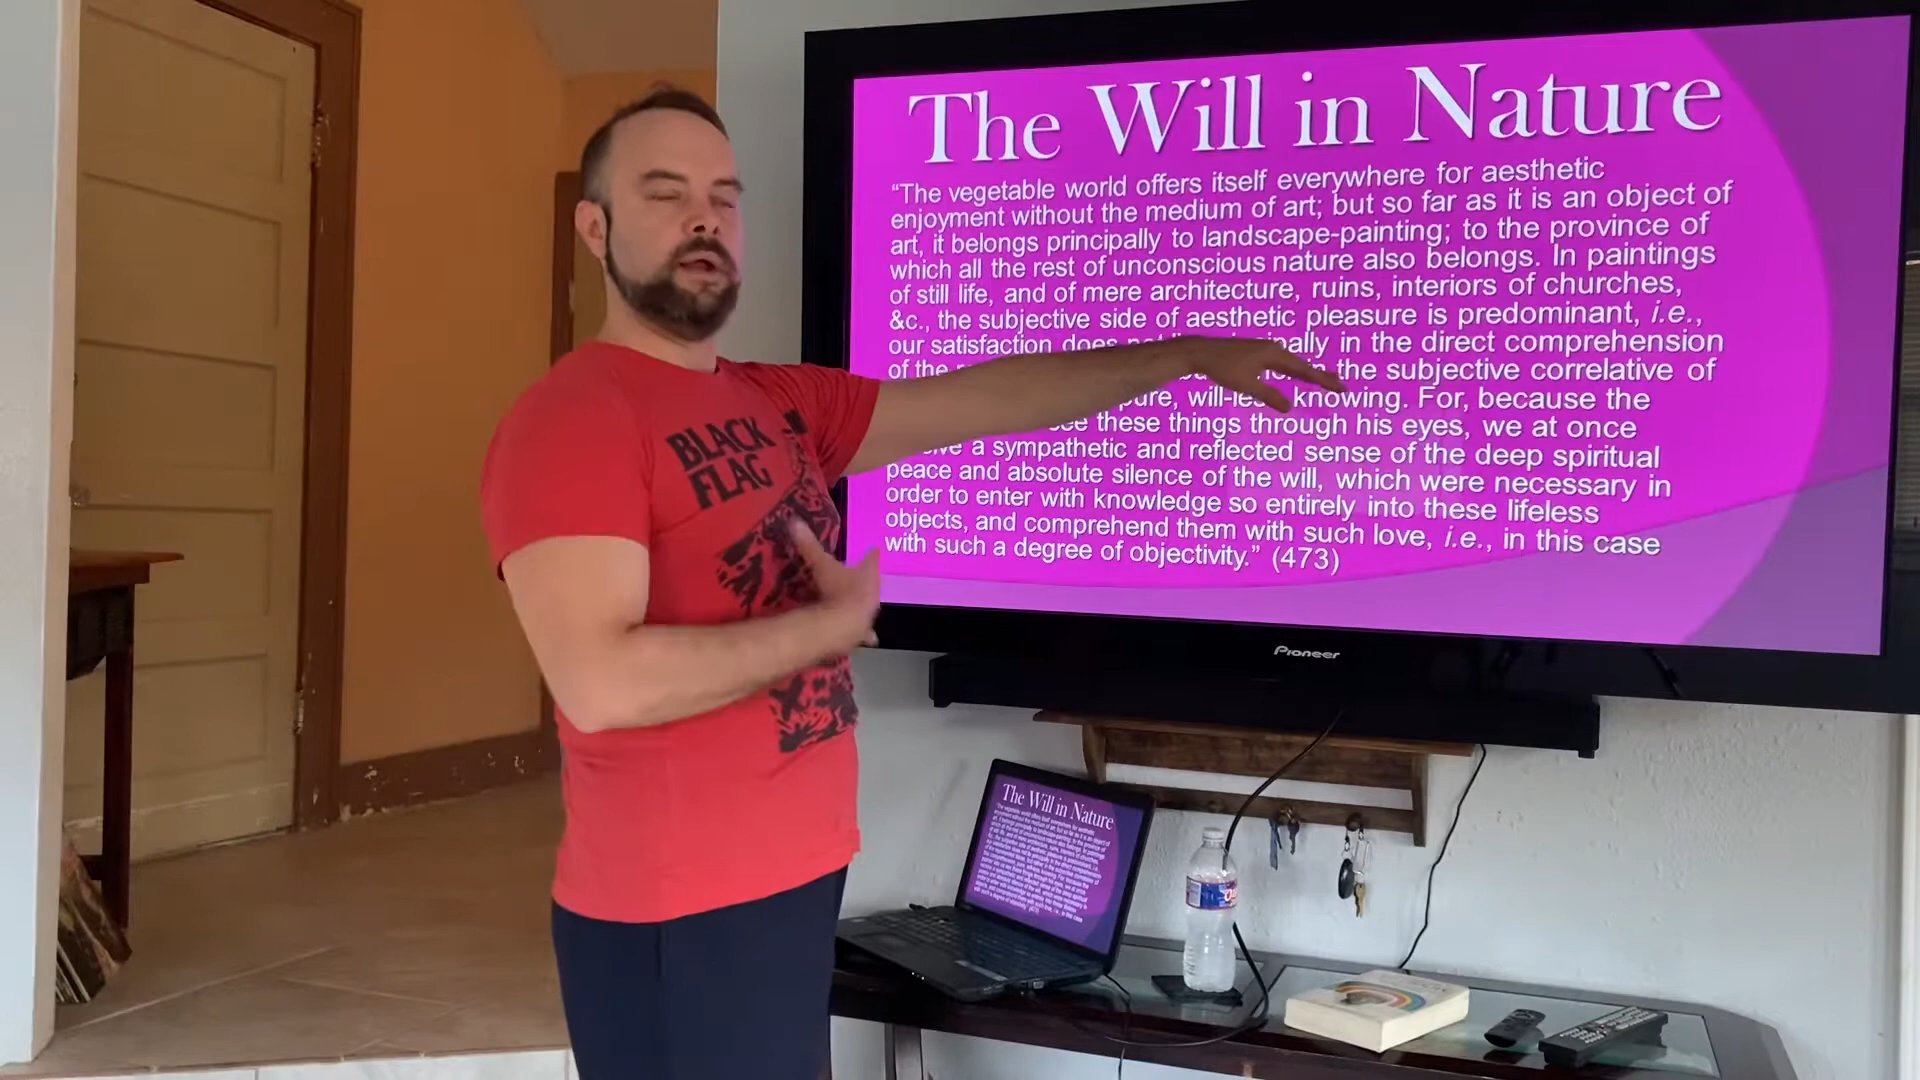 The Will in Nature
“The vegetable world offers itself everywhere for aesthetic
enjoyment without the medium of art; but so far as it is an object of
art, it belongs principally to landscape-painting; to the province of
which all the rest of unconscious nature also belongs. In paintings
of still life, and of mere architecture, ruins, interiors of churches,
&c., the subjective side of aesthetic pleasure is predominant, i.e.,
our satisfaction does in the direct comprehension
of the the subjective correlative of
pure, will-less knowing. For, because the
see these things through his eyes, we at once
a sympathetic and reflected sense of the deep spiritual
peace and absolute silence of the will, which were necessary in
order to enter with knowledge so entirely into these lifeless
objects, and comprehend them with such love, i.e., in this case
with such a degree of objectivity.” (473)
Pioneer
BLACK
FLAG
The Will in Nature